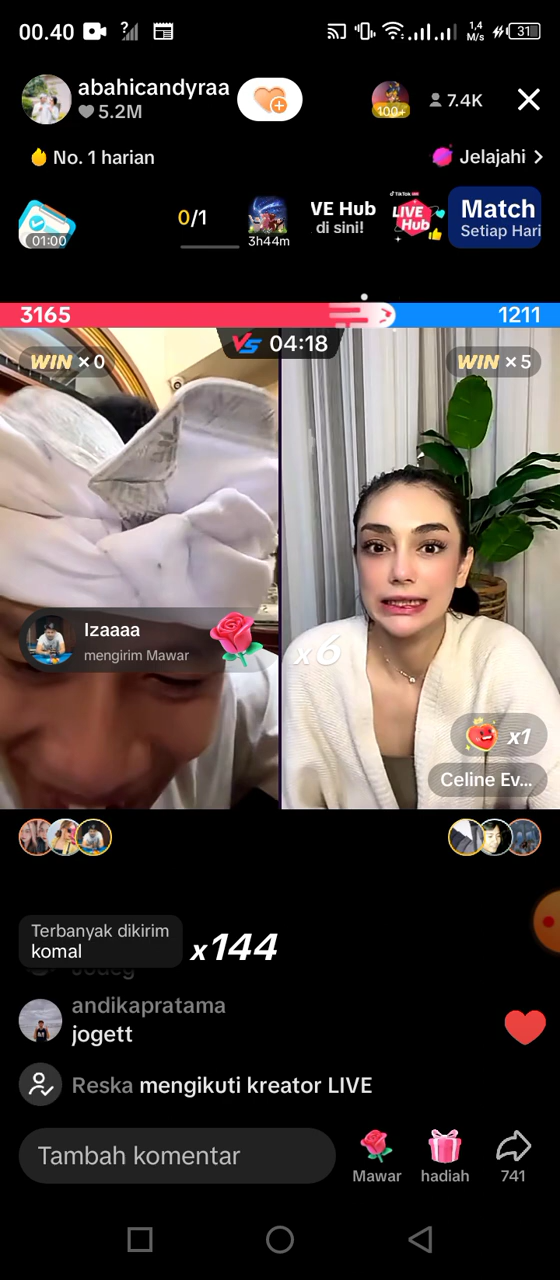 00.40
?
1,4
M/s
31
abahicandyraa
5.2M
100+
7.4K
No. 1 harian
Jelajahi
01:00
0/1
3h44m
VE Hub
di sini!
TikTok
LIVE
Hub
Match
Setiap Hari
3165
1211
VS 04:18
WIN × 0
WIN × 5
Izaaaa
mengirim Mawar
x6
x1
Celine Ev...
Terbanyak dikirim
komal
x144
andikapratama
jogett
Reska mengikuti kreator LIVE
Tambah komentar
Mawar
hadiah
741